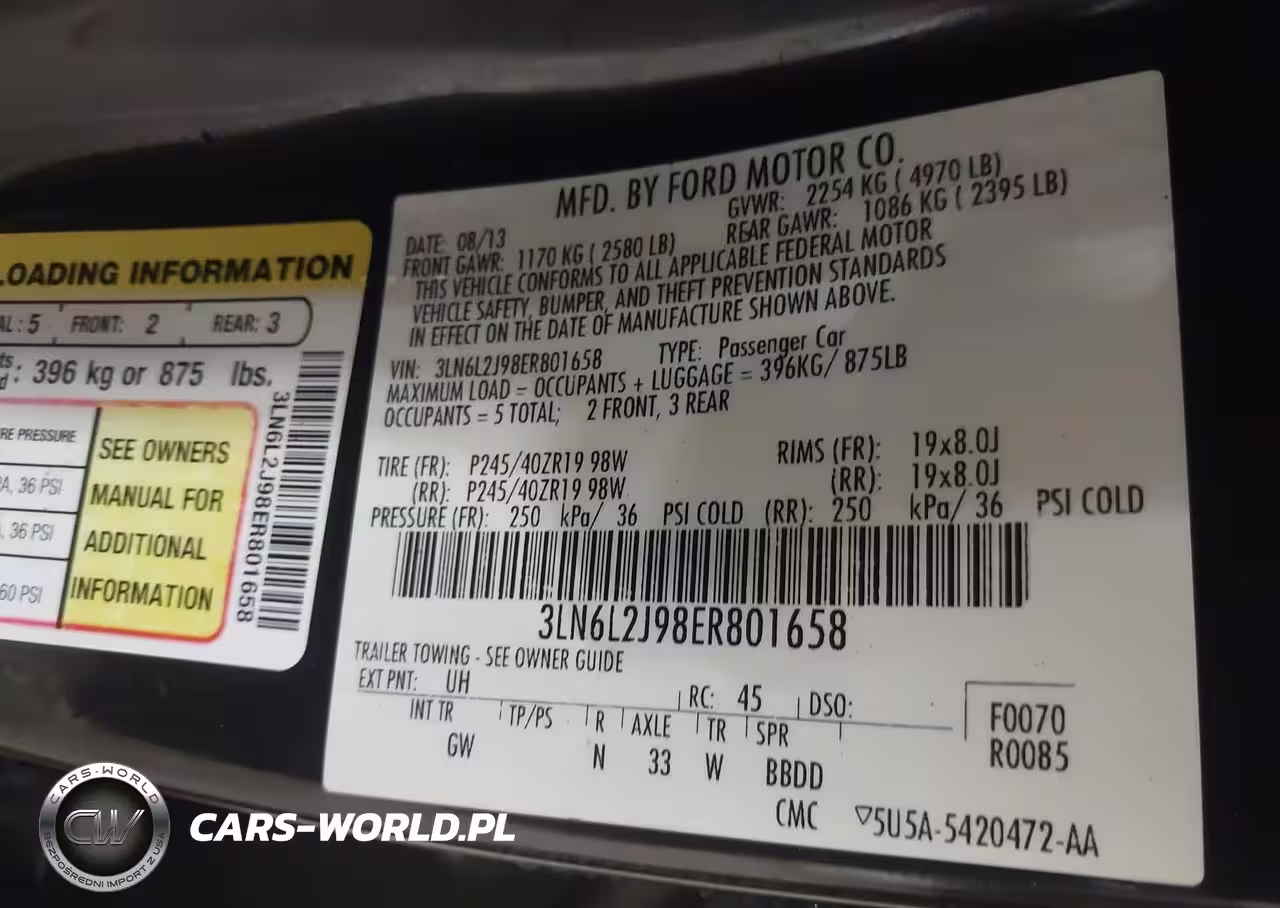 LOADING INFORMATION
AL: 5 FRONT: 2 REAR: 3
: 396 kg or 875 lbs.
RE PRESSURE
A, 36 PSI
, 36 PSI
60 PSI
SEE OWNERS
MANUAL FOR
ADDITIONAL
INFORMATION
3LN6L2J98ER801658
MFD. BY FORD MOTOR CO.
DATE: 08/13 GVWR: 2254 KG ( 4970 LB)
FRONT GAWR: 1170 KG ( 2580 LB) REAR GAWR: 1086 KG ( 2395 LB)
THIS VEHICLE CONFORMS TO ALL APPLICABLE FEDERAL MOTOR
VEHICLE SAFETY, BUMPER, AND THEFT PREVENTION STANDARDS
IN EFFECT ON THE DATE OF MANUFACTURE SHOWN ABOVE.
VIN: 3LN6L2J98ER801658 TYPE: Passenger Car
MAXIMUM LOAD = OCCUPANTS + LUGGAGE = 396KG/ 875LB
OCCUPANTS = 5 TOTAL; 2 FRONT, 3 REAR
TIRE (FR): P245/40ZR19 98W RIMS (FR): 19x8.0J
(RR): P245/40ZR19 98W (RR): 19x8.0J
PRESSURE (FR): 250 kPa/ 36 PSI COLD (RR): 250 kPa/ 36 PSI COLD
3LN6L2J98ER801658
TRAILER TOWING - SEE OWNER GUIDE
EXT PNT: UH RC: 45 DSO:
INT TR TP/PS R AXLE TR SPR
GW N 33 W BBDD
F0070
R0085
CMC ▽5U5A-5420472-AA
CARS-WORLD
CW
BEZPOŚREDNI IMPORT Z USA
CARS-WORLD.PL